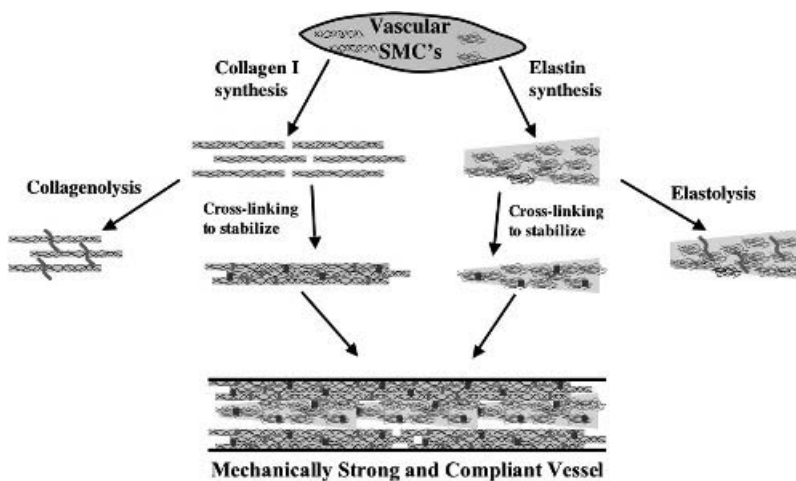 Vascular
SMC's
Collagen I
synthesis
Elastin
synthesis
Collagenolysis
Elastolysis
Cross-linking
to stabilize
Cross-linking
to stabilize
Mechanically Strong and Compliant Vessel